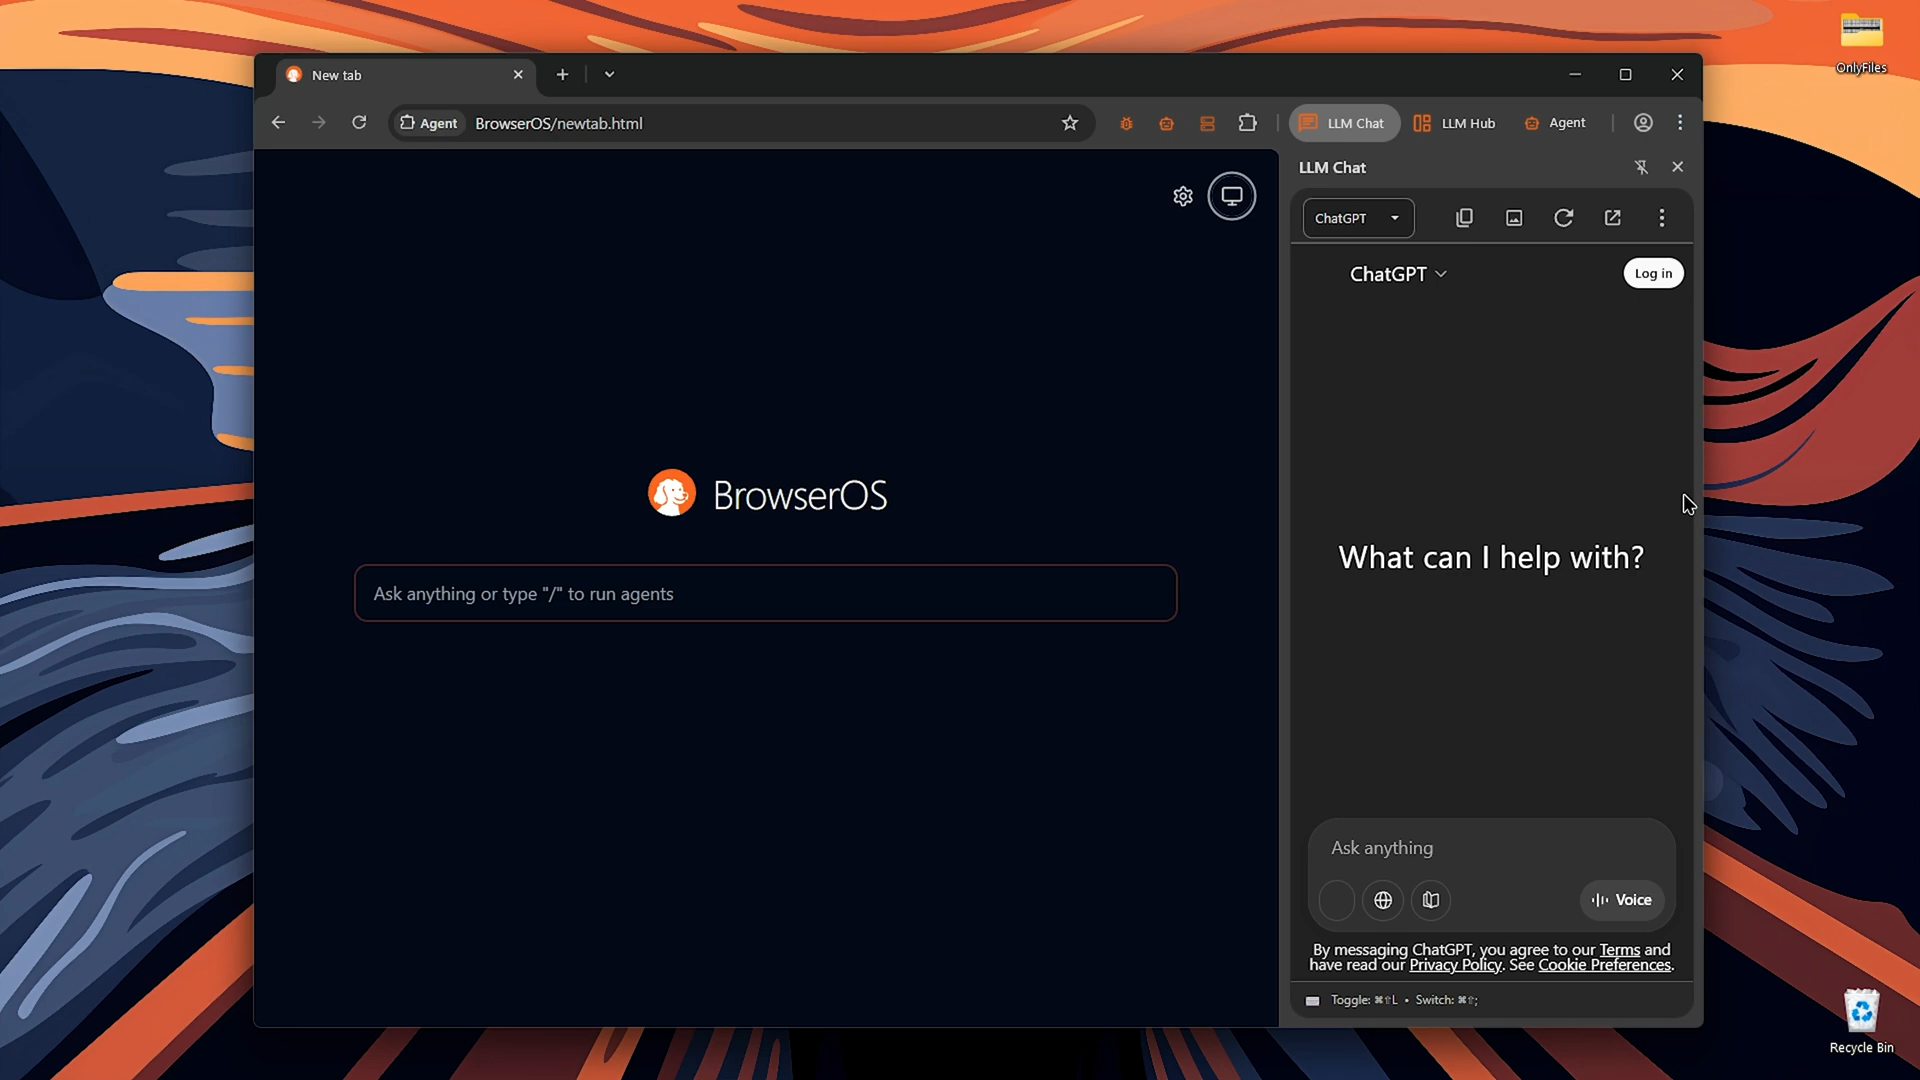 OnlyFiles
New tab
Agent
BrowserOS/newtab.html
LLM Chat
LLM Hub
Agent
LLM Chat
ChatGPT
ChatGPT
Log in
BrowserOS
Ask anything or type "/" to run agents
What can I help with?
Ask anything
Voice
By messaging ChatGPT, you agree to our Terms and
have read our Privacy Policy. See Cookie Preferences.
Toggle: ⌘⇧L • Switch: ⌘⇧;
Recycle Bin